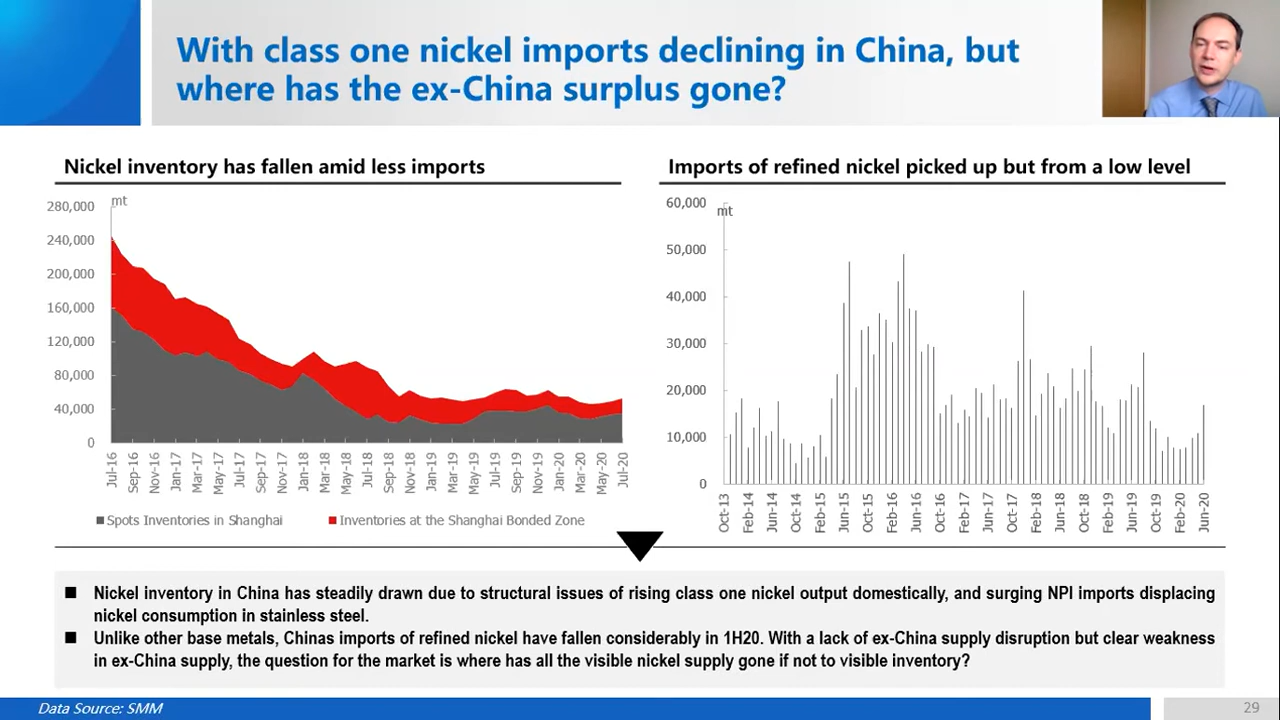 With class one nickel imports declining in China, but
where has the ex-China surplus gone?
Nickel inventory has fallen amid less imports
mt
280,000
240,000
200,000
160,000
120,000
80,000
40,000
0
Jul-16
Sep-16
Nov-16
Jan-17
Mar-17
May-17
Jul-17
Sep-17
Nov-17
Jan-18
Mar-18
May-18
Jul-18
Sep-18
Nov-18
Jan-19
Mar-19
May-19
Jul-19
Sep-19
Nov-19
Jan-20
Mar-20
May-20
Jul-20
Spots Inventories in Shanghai
Inventories at the Shanghai Bonded Zone
Imports of refined nickel picked up but from a low level
60,000
mt
50,000
40,000
30,000
20,000
10,000
0
Oct-13
Feb-14
Jun-14
Oct-14
Feb-15
Jun-15
Oct-15
Feb-16
Jun-16
Oct-16
Feb-17
Jun-17
Oct-17
Feb-18
Jun-18
Oct-18
Feb-19
Jun-19
Oct-19
Feb-20
Jun-20
Nickel inventory in China has steadily drawn due to structural issues of rising class one nickel output domestically, and surging NPI imports displacing
nickel consumption in stainless steel.
Unlike other base metals, Chinas imports of refined nickel have fallen considerably in 1H20. With a lack of ex-China supply disruption but clear weakness
in ex-China supply, the question for the market is where has all the visible nickel supply gone if not to visible inventory?
Data Source: SMM
29